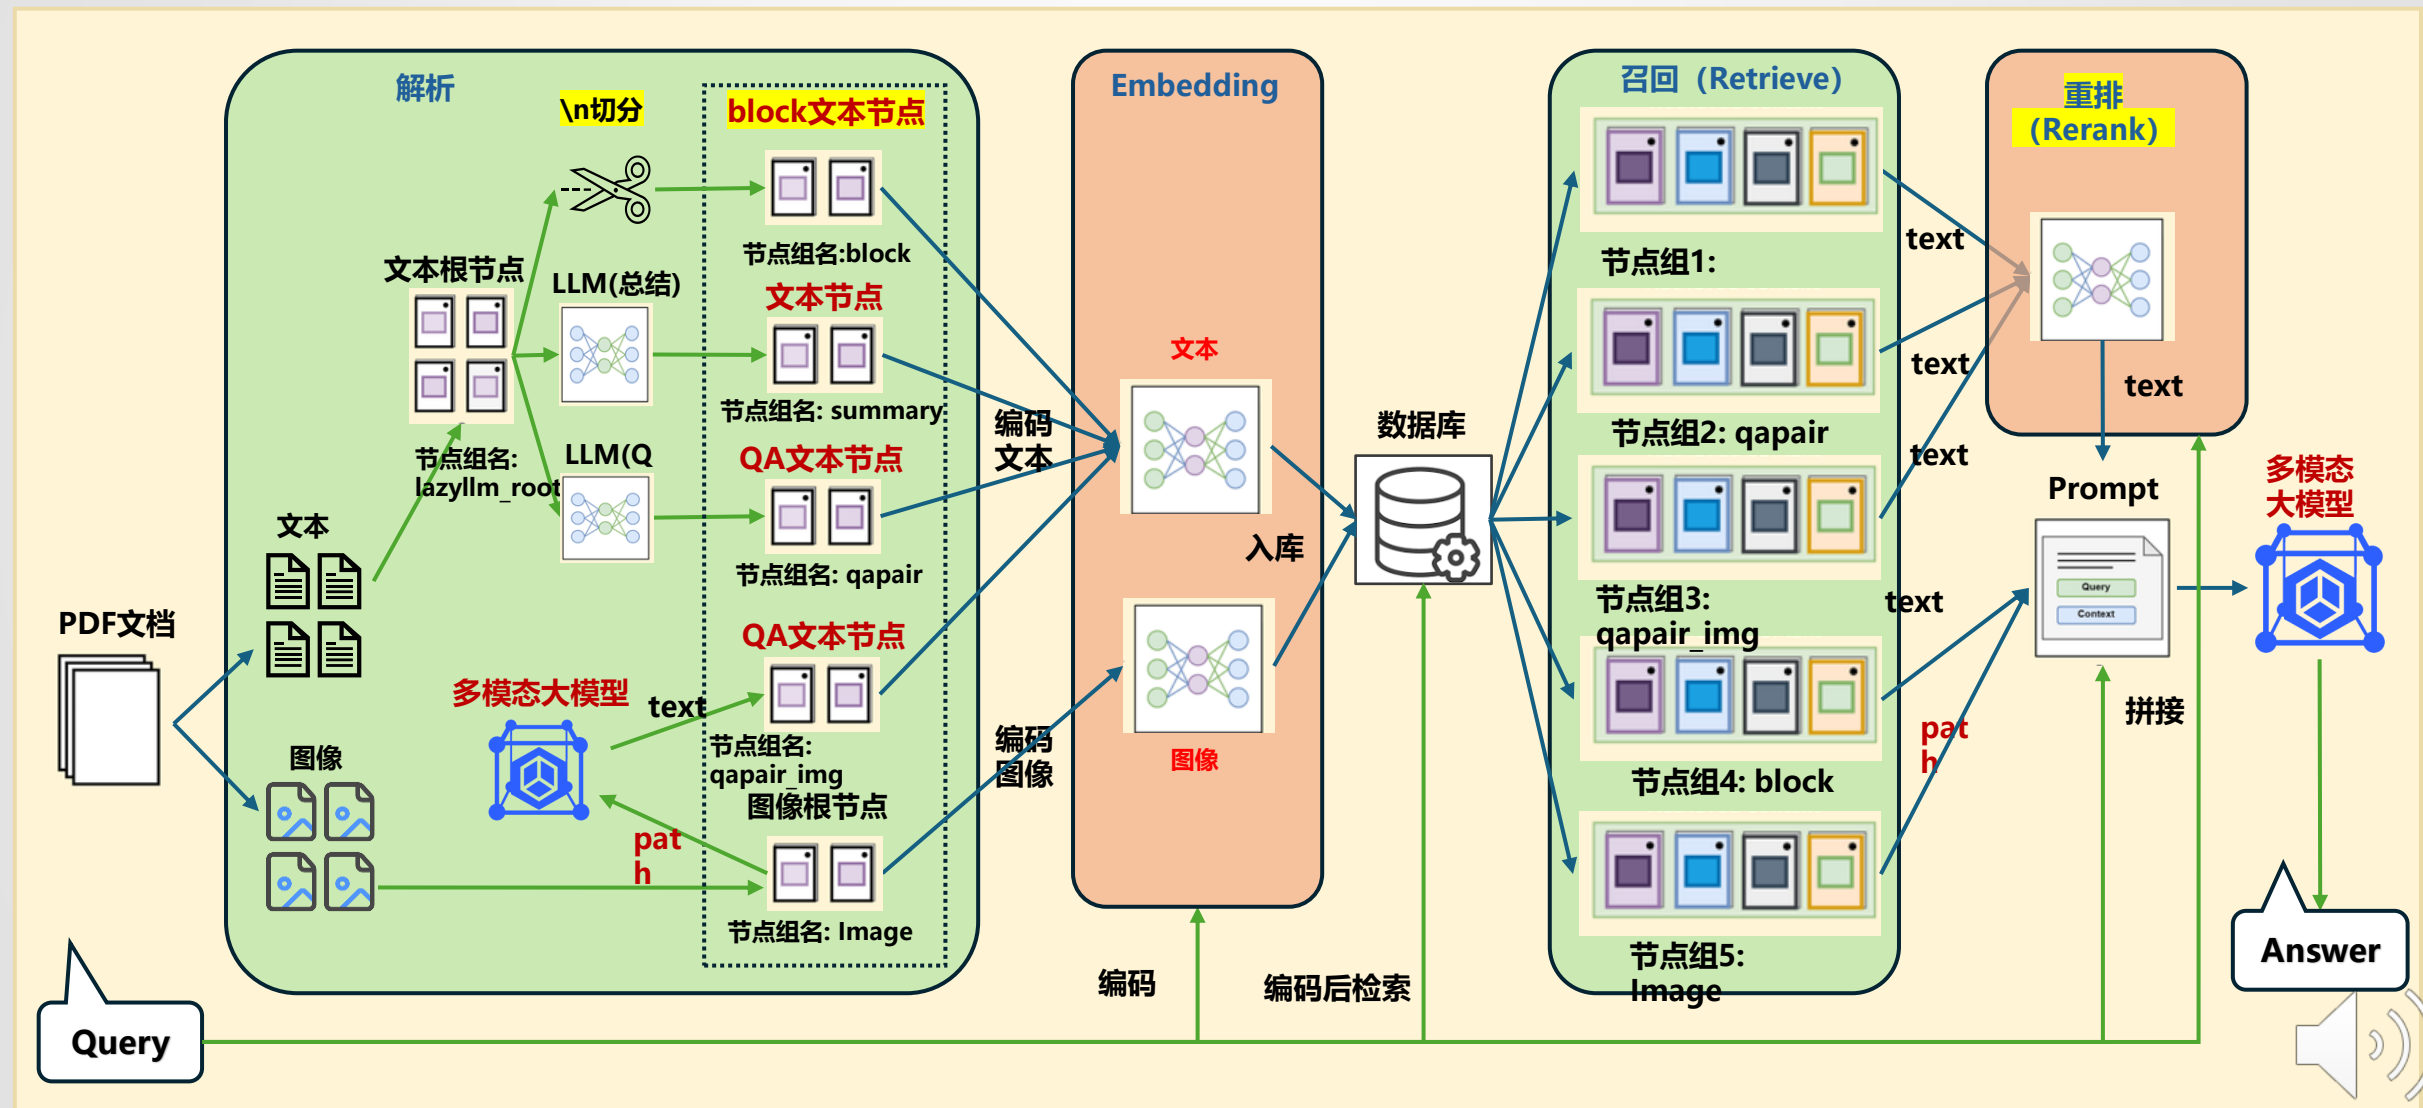 解析
\n切分
block文本节点
节点组名:block
文本根节点
LLM(总结)
文本节点
节点组名: summary
节点组名:
lazyllm_root
LLM(Q
QA文本节点
节点组名: qapair
文本
PDF文档
QA文本节点
多模态大模型
text
节点组名:
qapair_img
图像
图像根节点
pat
h
节点组名: Image
Query
Embedding
文本
编码
文本
编码
图像
图像
入库
数据库
编码
编码后检索
召回（Retrieve）
节点组1:
节点组2: qapair
节点组3:
qapair_img
节点组4: block
节点组5:
Image
text
text
text
text
pat
h
重排
（Rerank）
text
Prompt
Query
Context
拼接
多模态
大模型
Answer